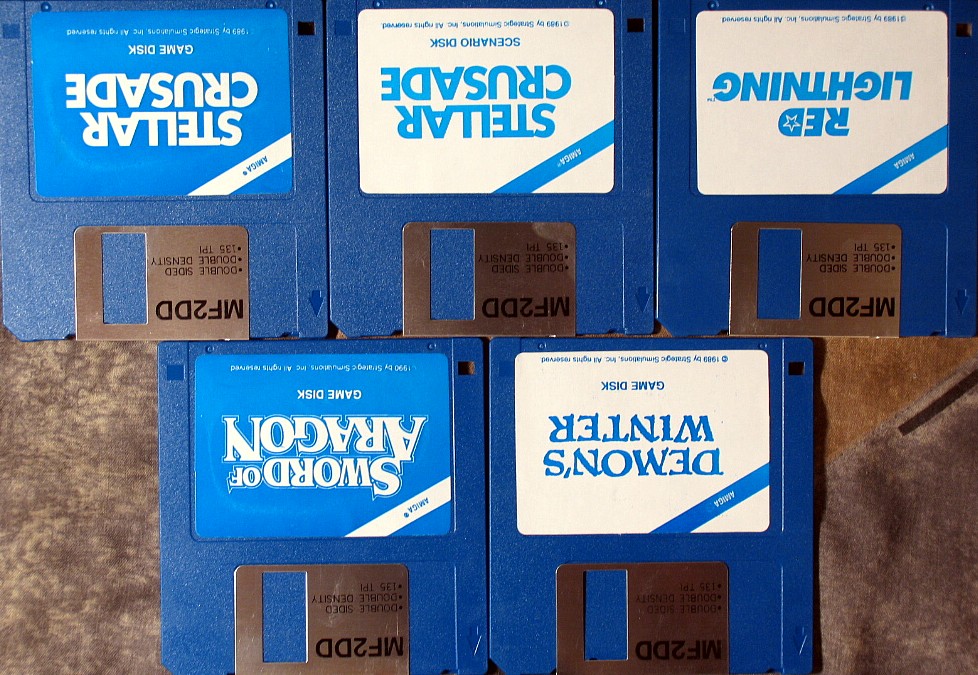 MF2DD
•DOUBLE SIDED
•DOUBLE DENSITY
•135 TPI
AMIGA
DEMON'S
WINTER
GAME DISK
©1989 by Strategic Simulations, Inc. All rights reserved
MF2DD
•DOUBLE SIDED
•DOUBLE DENSITY
•135 TPI
AMIGA®
SWORD OF
ARAGON
GAME DISK
1990 by Strategic Simulations, Inc. All rights reserved
MF2DD
•DOUBLE SIDED
•DOUBLE DENSITY
•135 TPI
AMIGA
RED
LIGHTNING™
©1989 by Strategic Simulations, Inc. All rights reserved
MF2DD
•DOUBLE SIDED
•DOUBLE DENSITY
•135 TPI
AMIGA™
STELLAR
CRUSADE
SCENARIO DISK
©1989 by Strategic Simulations, Inc. All rights reserved
MF2DD
•DOUBLE SIDED
•DOUBLE DENSITY
•135 TPI
AMIGA®
STELLAR
CRUSADE
GAME DISK
1989 by Strategic Simulations, Inc. All rights reserved